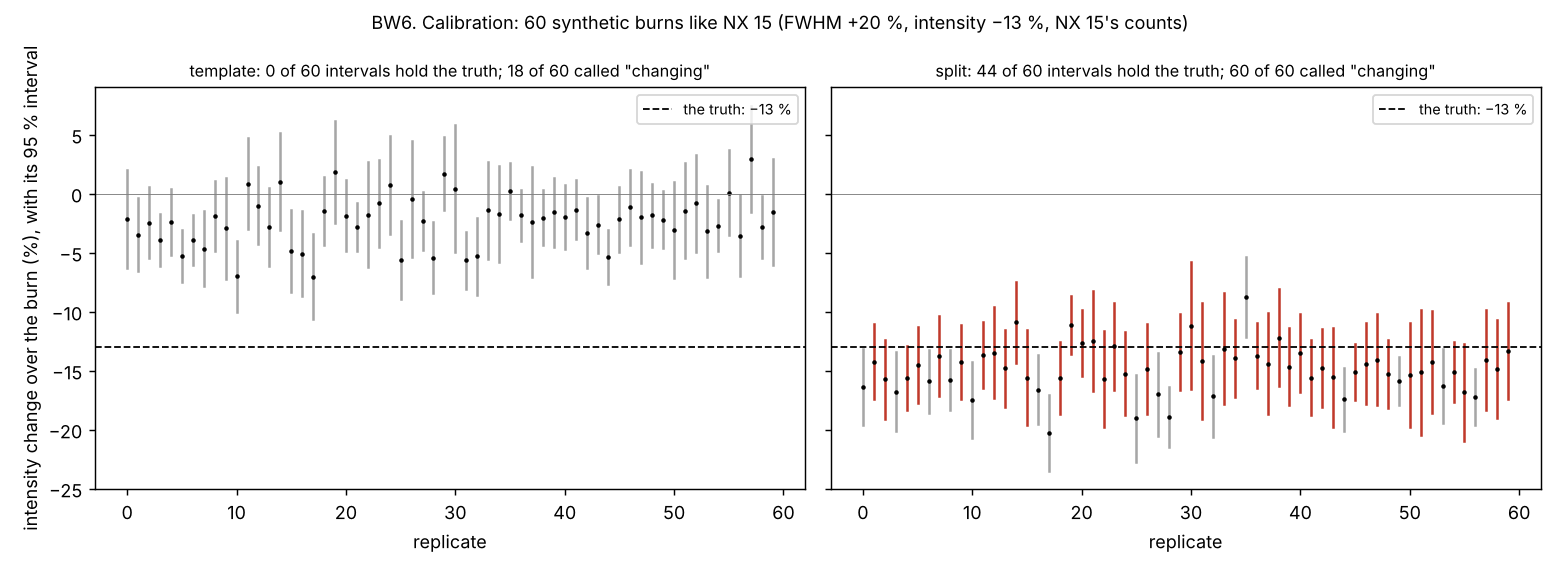 BW6. Calibration: 60 synthetic burns like NX 15 (FWHM +20 %, intensity −13 %, NX 15's counts)
template: 0 of 60 intervals hold the truth; 18 of 60 called "changing"
split: 44 of 60 intervals hold the truth; 60 of 60 called "changing"
intensity change over the burn (%), with its 95 % interval
the truth: −13 %
the truth: −13 %
5
0
−5
−10
−15
−20
−25
0 10 20 30 40 50 60
0 10 20 30 40 50 60
replicate
replicate